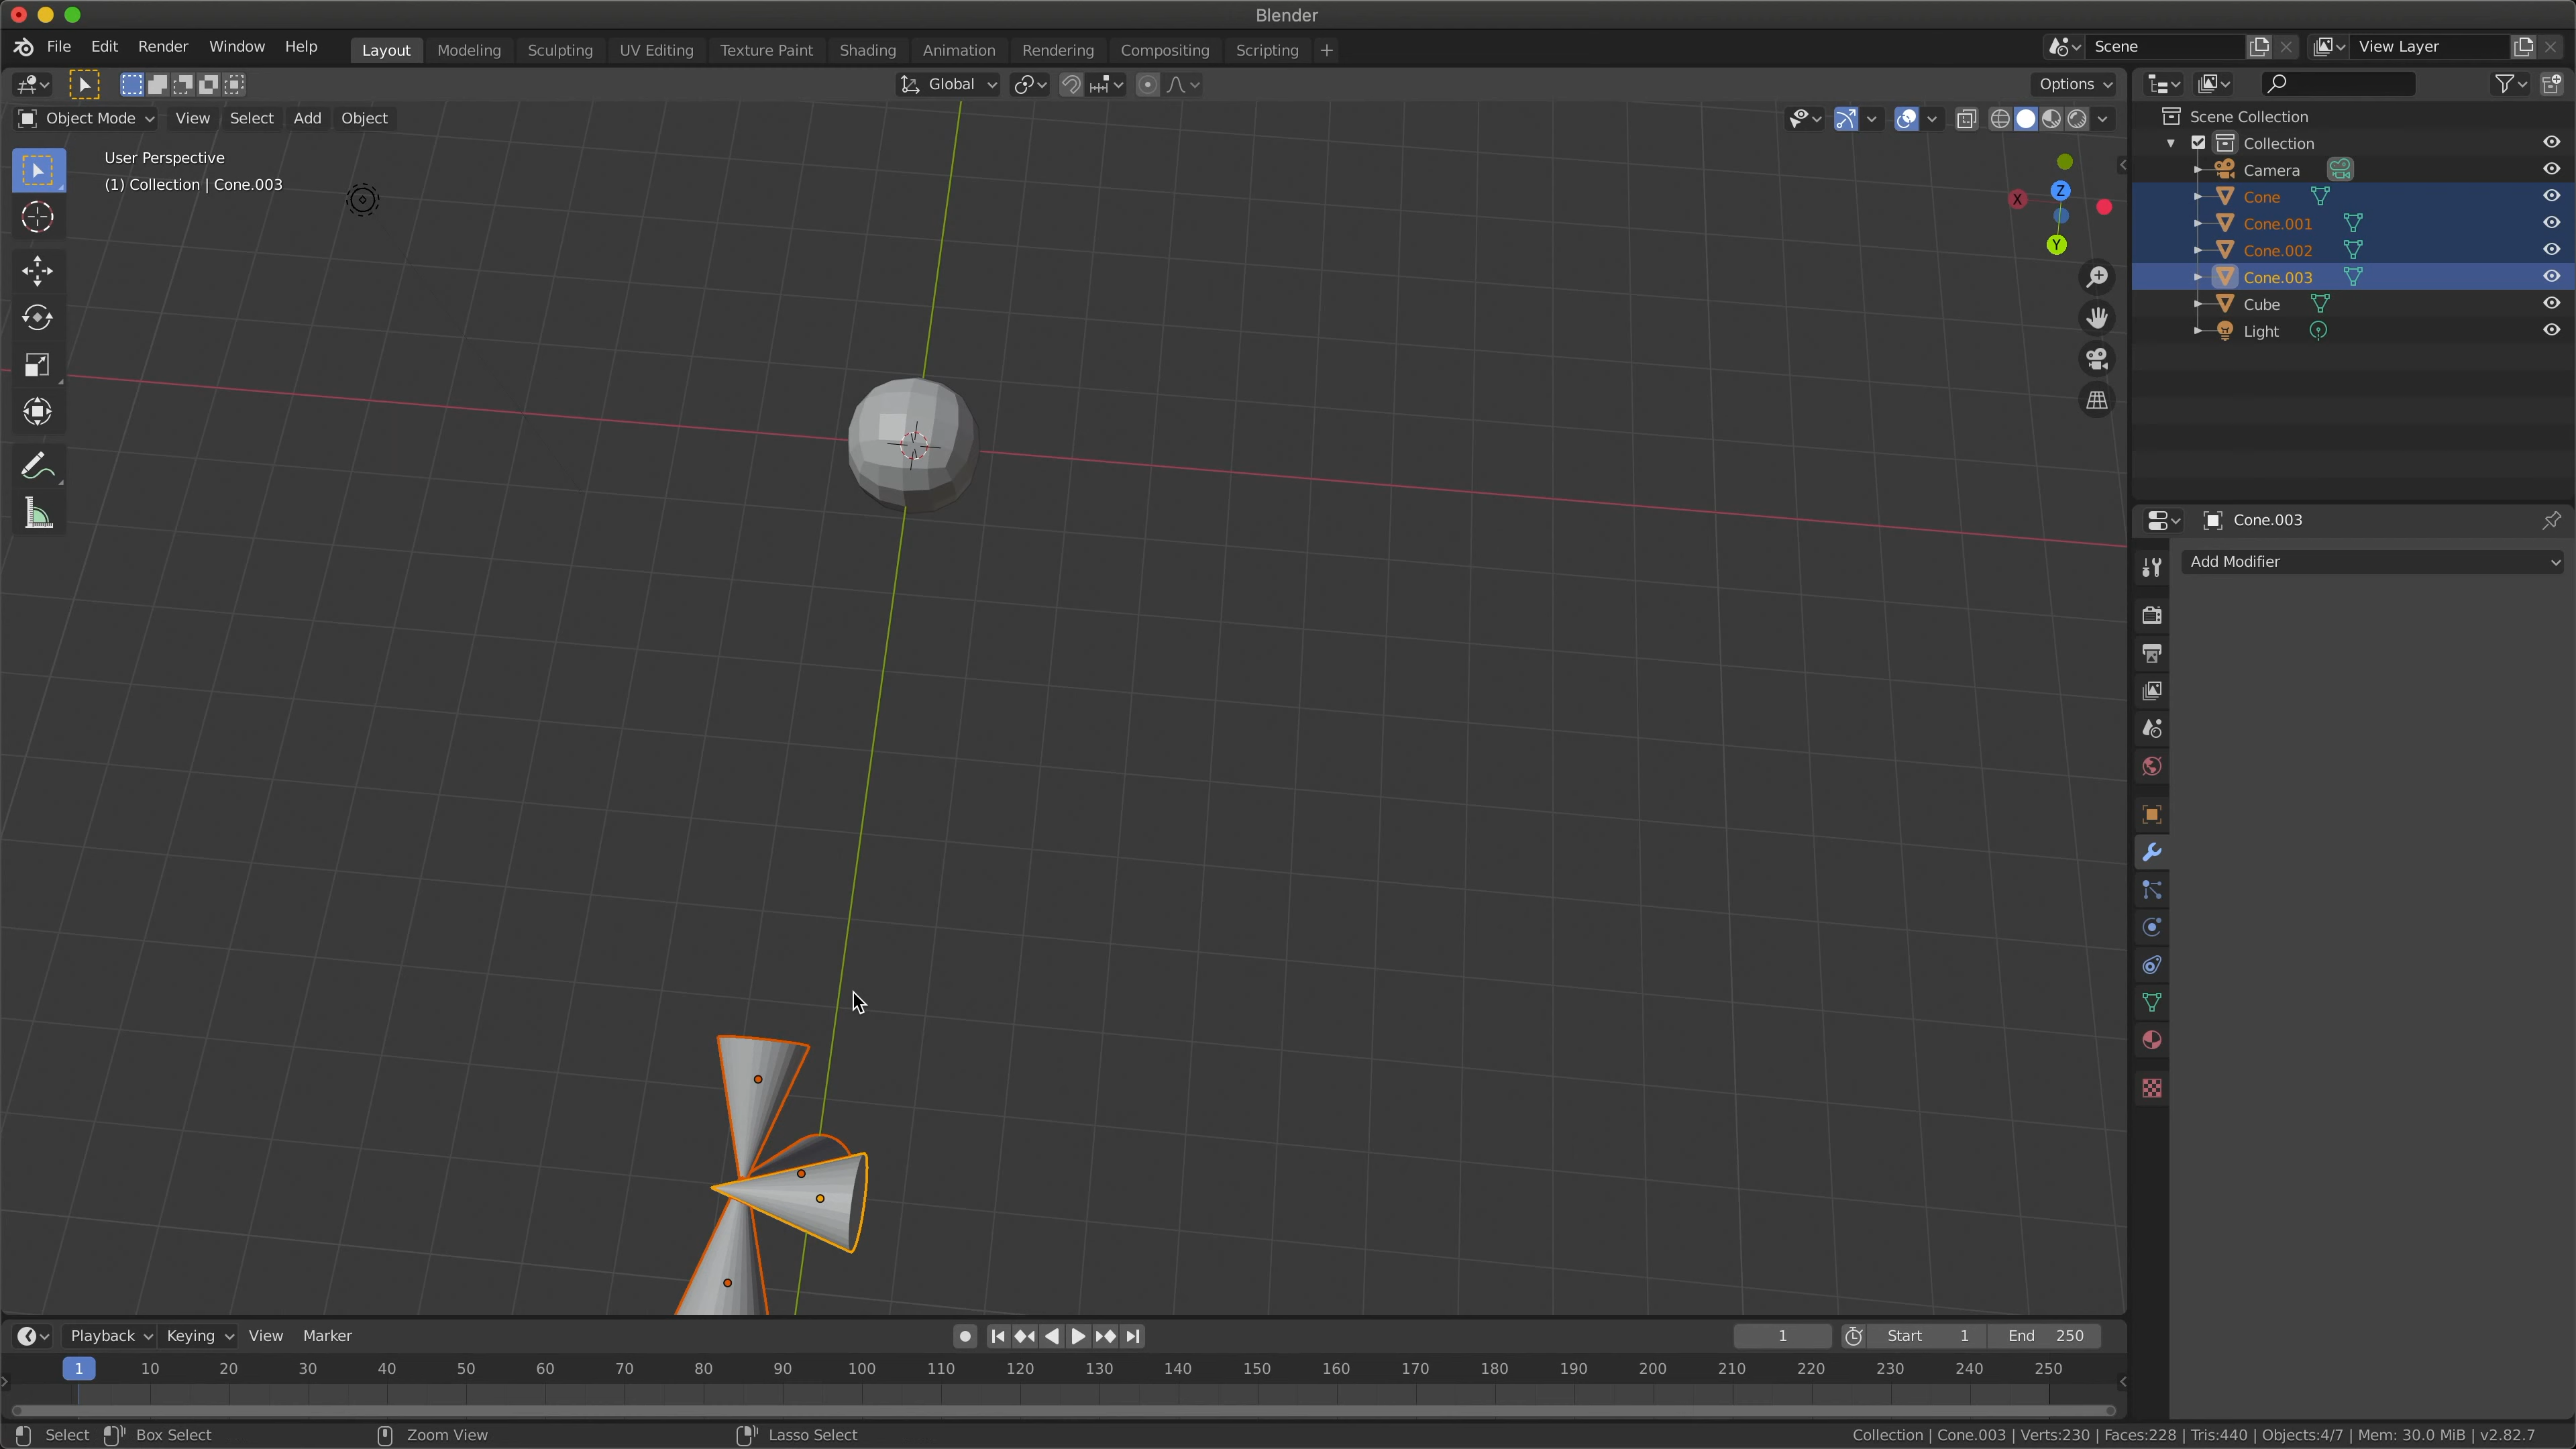 Blender
File Edit Render Window Help
Layout Modeling Sculpting UV Editing Texture Paint Shading Animation Rendering Compositing Scripting +
Scene
View Layer
Global
Options
Object Mode View Select Add Object
User Perspective
(1) Collection | Cone.003
X
Z
Y
Scene Collection
Collection
Camera
Cone
Cone.001
Cone.002
Cone.003
Cube
Light
Cone.003
Add Modifier
Playback Keying View Marker
1
Start 1
End 250
1 10 20 30 40 50 60 70 80 90 100 110 120 130 140 150 160 170 180 190 200 210 220 230 240 250
Select Box Select Zoom View Lasso Select
Collection | Cone.003 | Verts:230 | Faces:228 | Tris:440 | Objects:4/7 | Mem: 30.0 MiB | v2.82.7